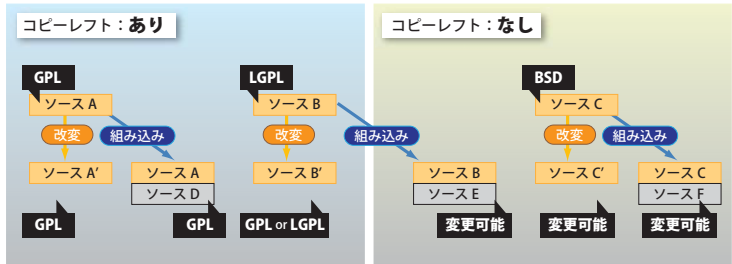 コピーレフト：あり
コピーレフト：なし
GPL
LGPL
BSD
ソース A
ソース B
ソース C
改変
組み込み
改変
組み込み
改変
組み込み
ソース A'
ソース A
ソース B'
ソース B
ソース C'
ソース C
ソース D
ソース E
ソース F
GPL
GPL
GPL or LGPL
変更可能
変更可能
変更可能